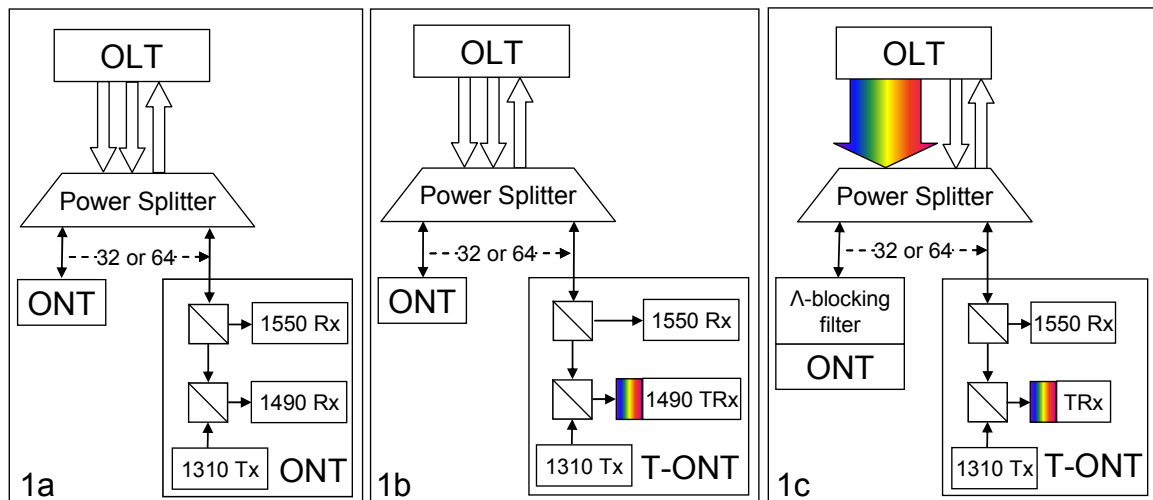 OLT
Power Splitter
32 or 64
ONT
1550 Rx
1490 Rx
1310 Tx
ONT
1a
OLT
Power Splitter
32 or 64
ONT
1550 Rx
1490 TRx
1310 Tx
T-ONT
1b
OLT
Power Splitter
32 or 64
Λ-blocking
filter
ONT
1550 Rx
TRx
1310 Tx
T-ONT
1c